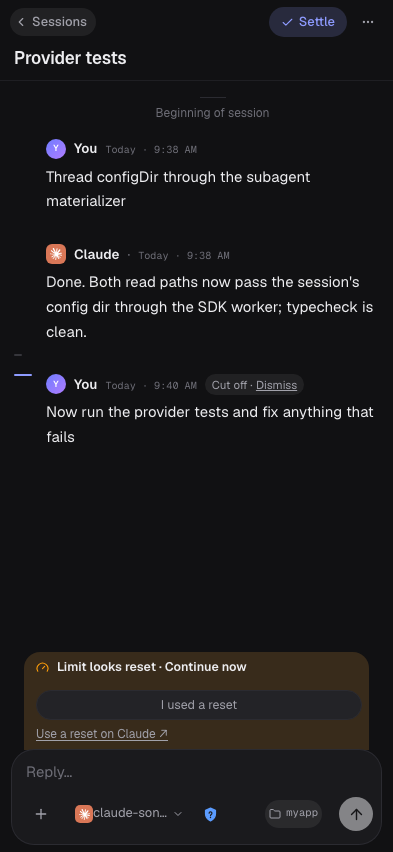 Sessions
Settle
Provider tests
Beginning of session
Y You Today · 9:38 AM
Thread configDir through the subagent
materializer
Claude · Today · 9:38 AM
Done. Both read paths now pass the session's
config dir through the SDK worker; typecheck is
clean.
Y You Today · 9:40 AM Cut off · Dismiss
Now run the provider tests and fix anything that
fails
Limit looks reset · Continue now
I used a reset
Use a reset on Claude ↗
Reply...
claude-son... myapp